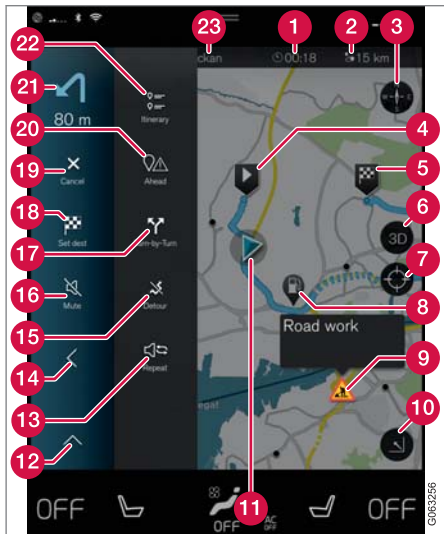 23 1 2 3
ckan 00:18 15 km
22
21
Itinerary
80 m
20
4
19
Cancel Ahead
5
18
Set dest
17
Turn-by-Turn
6
3D
7
16
Mute
15
Detour
8
Road work
14
13
Repeat
9
egat
12
10
11
OFF OFF AC OFF OFF
G063256